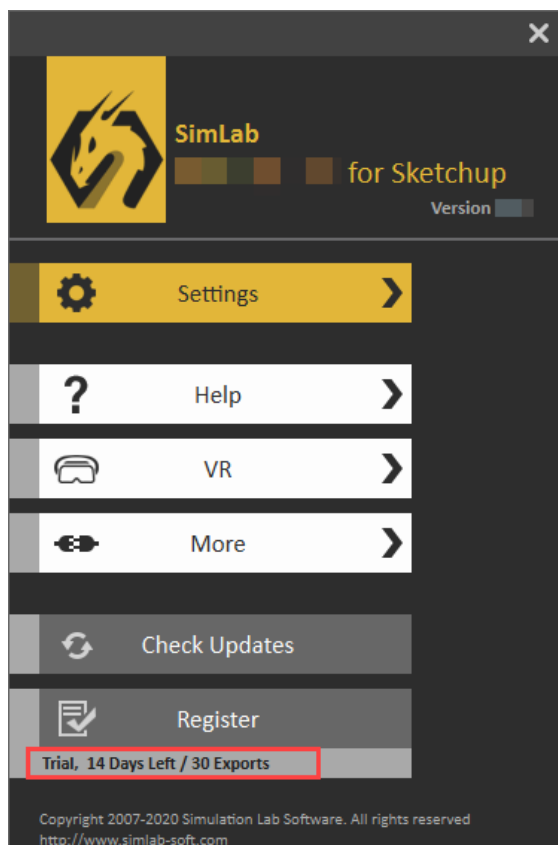 SimLab
for Sketchup
Version
Settings
Help
VR
More
Check Updates
Register
Trial, 14 Days Left / 30 Exports
Copyright 2007-2020 Simulation Lab Software. All rights reserved
http://www.simlab-soft.com